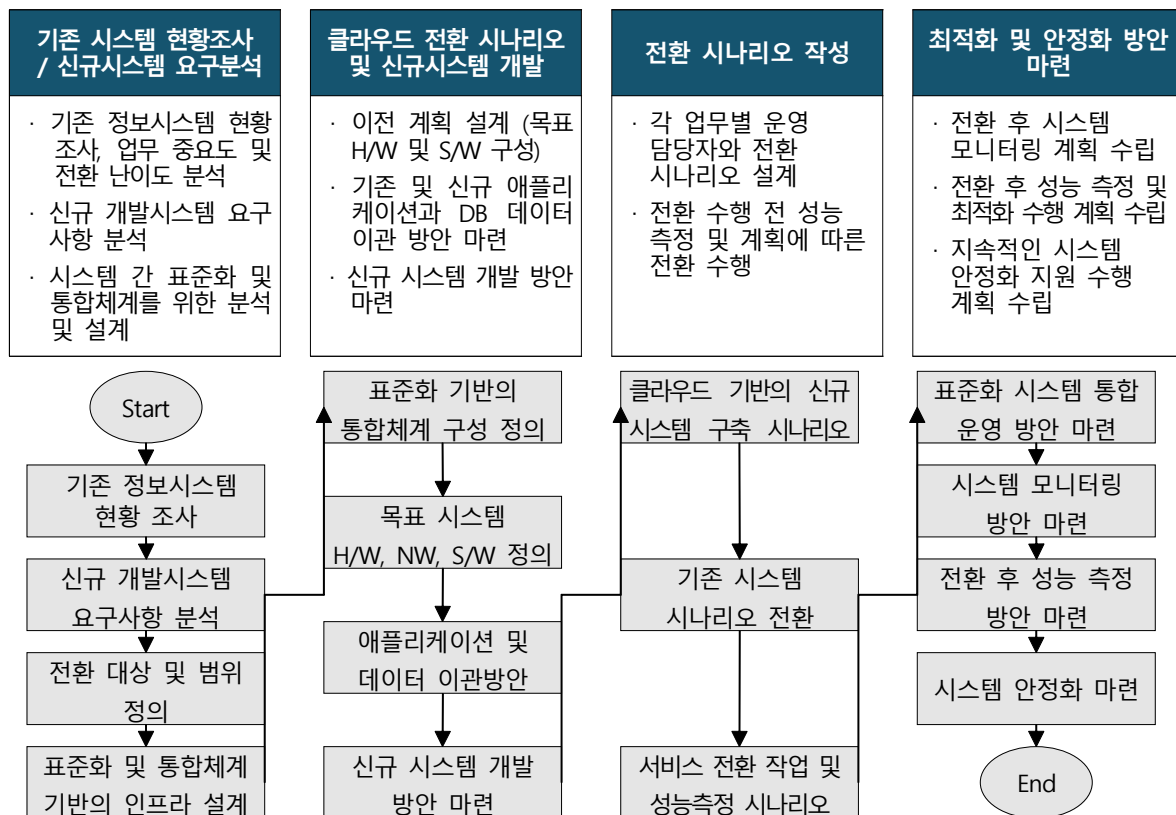 기존 시스템 현황조사
/ 신규시스템 요구분석
· 기존 정보시스템 현황
조사, 업무 중요도 및
전환 난이도 분석
· 신규 개발시스템 요구
사항 분석
· 시스템 간 표준화 및
통합체계를 위한 분석
및 설계
클라우드 전환 시나리오
및 신규시스템 개발
· 이전 계획 설계 (목표
H/W 및 S/W 구성)
· 기존 및 신규 애플리
케이션과 DB 데이터
이관 방안 마련
· 신규 시스템 개발 방안
마련
전환 시나리오 작성
· 각 업무별 운영
담당자와 전환
시나리오 설계
· 전환 수행 전 성능
측정 및 계획에 따른
전환 수행
최적화 및 안정화 방안
마련
· 전환 후 시스템
모니터링 계획 수립
· 전환 후 성능 측정 및
최적화 수행 계획 수립
· 지속적인 시스템
안정화 지원 수행
계획 수립
Start
기존 정보시스템
현황 조사
신규 개발시스템
요구사항 분석
전환 대상 및 범위
정의
표준화 및 통합체계
기반의 인프라 설계
표준화 기반의
통합체계 구성 정의
목표 시스템
H/W, NW, S/W 정의
애플리케이션 및
데이터 이관방안
신규 시스템 개발
방안 마련
클라우드 기반의 신규
시스템 구축 시나리오
기존 시스템
시나리오 전환
서비스 전환 작업 및
성능측정 시나리오
표준화 시스템 통합
운영 방안 마련
시스템 모니터링
방안 마련
전환 후 성능 측정
방안 마련
시스템 안정화 마련
End